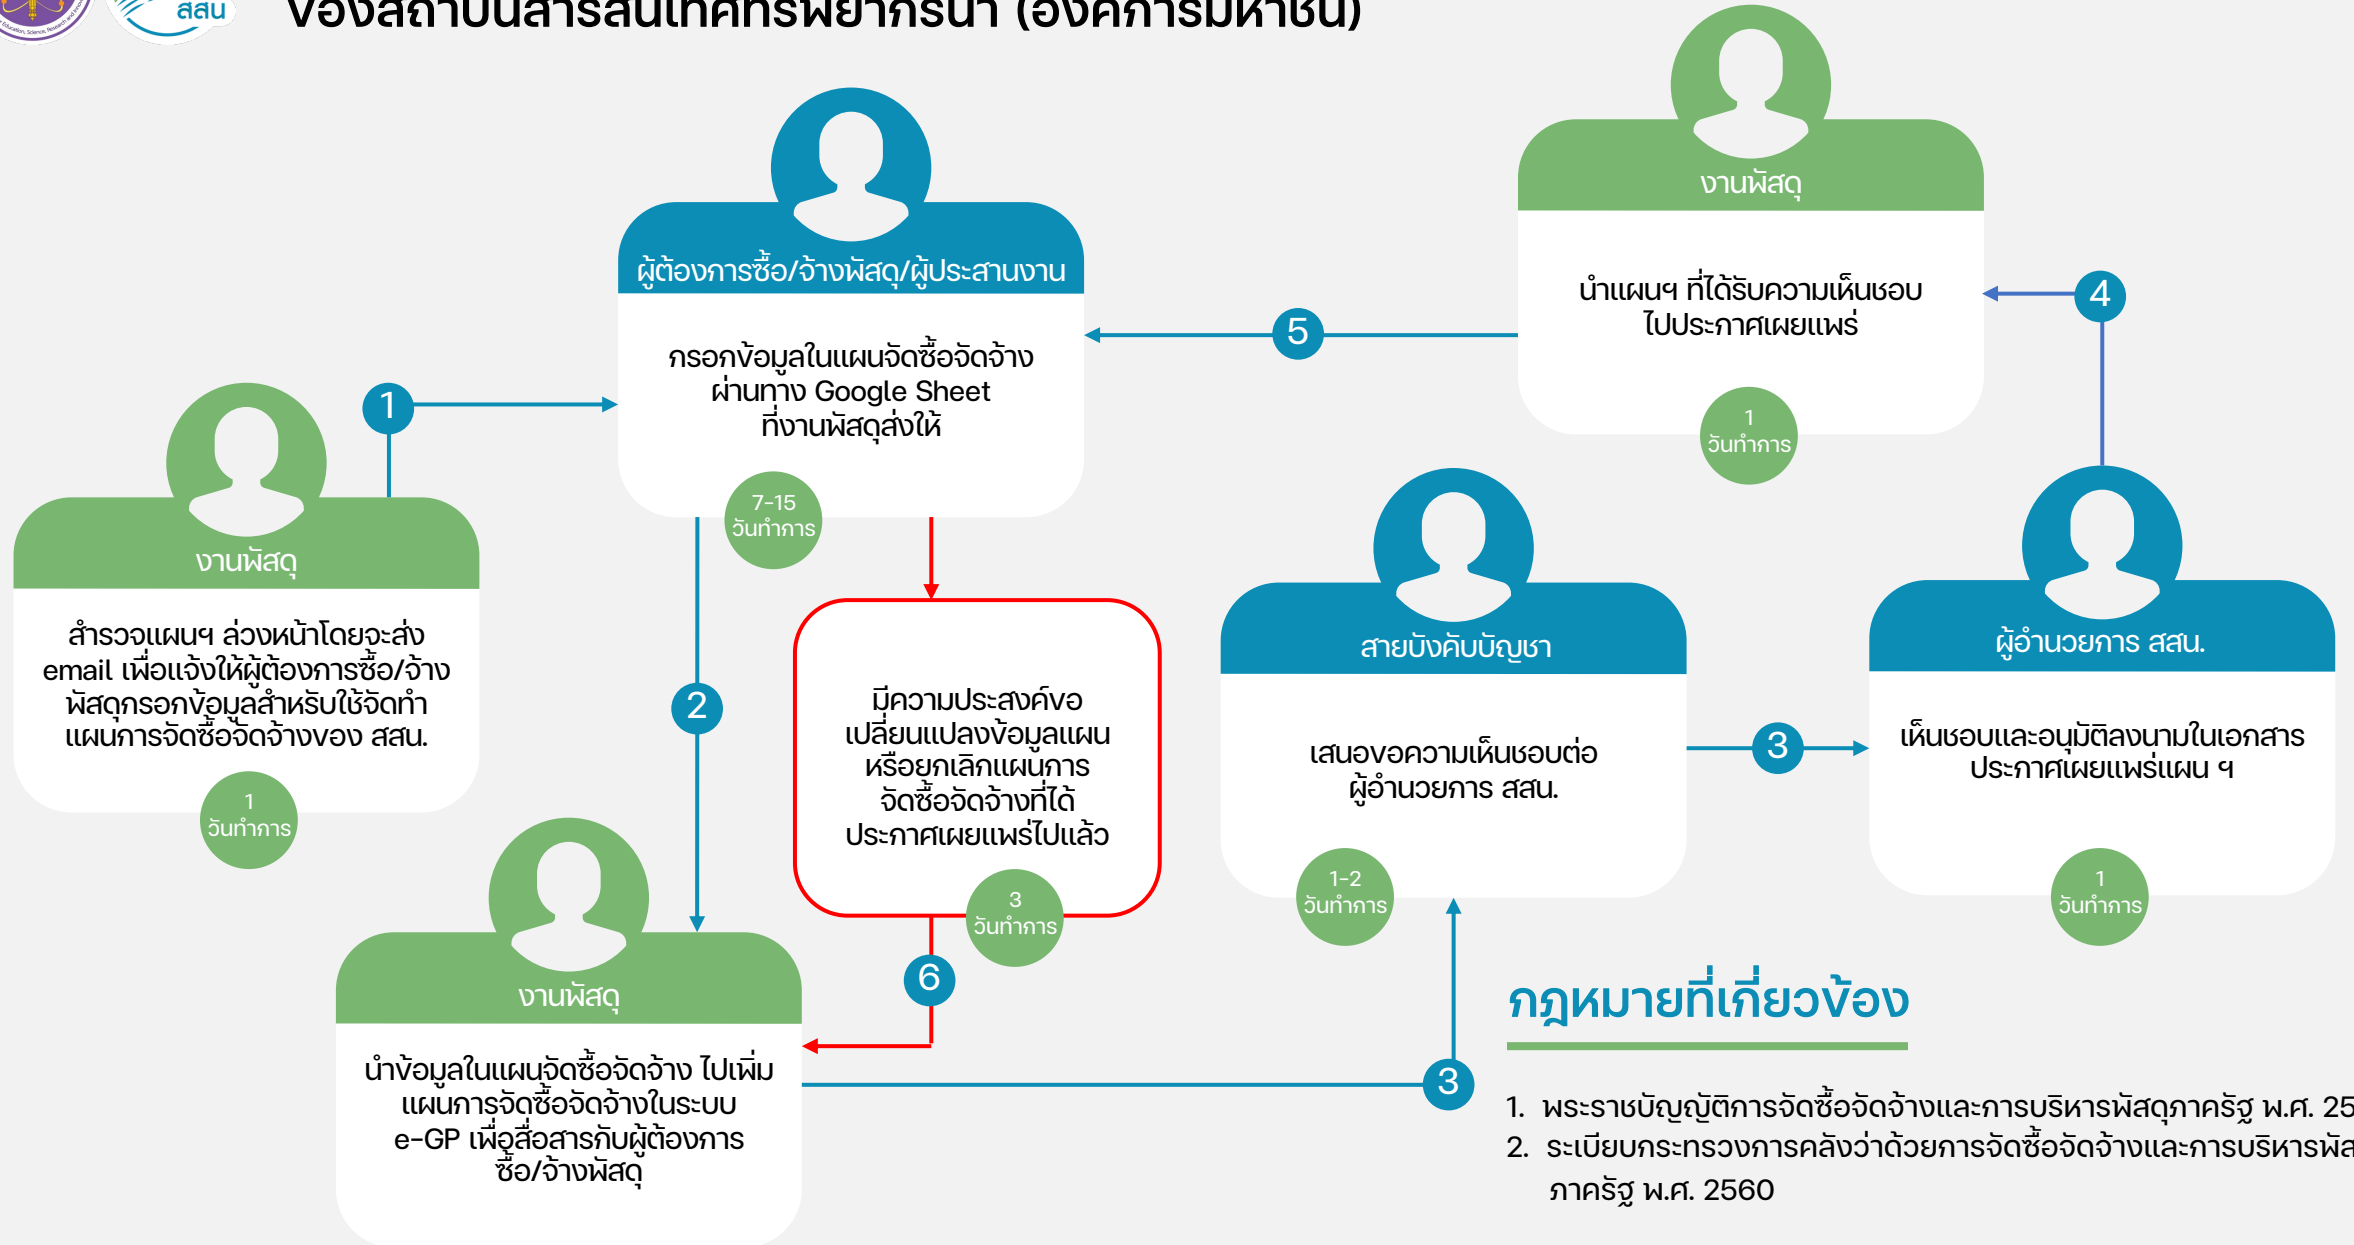 สสน
ของสถาบันสารสนเทศทรัพยากรน้ำ (องค์การมหาชน)
งานพัสดุ
นำแผนฯ ที่ได้รับความเห็นชอบ
ไปประกาศเผยแพร่
1
วันทำการ
ผู้ต้องการซื้อ/จ้างพัสดุ/ผู้ประสานงาน
กรอกข้อมูลในแผนจัดซื้อจัดจ้าง
ผ่านทาง Google Sheet
ที่งานพัสดุส่งให้
7-15
วันทำการ
4
5
1
งานพัสดุ
สำรวจแผนฯ ล่วงหน้าโดยจะส่ง
email เพื่อแจ้งให้ผู้ต้องการซื้อ/จ้าง
พัสดุกรอกข้อมูลสำหรับใช้จัดทำ
แผนการจัดซื้อจัดจ้างของ สสน.
1
วันทำการ
2
มีความประสงค์ขอ
เปลี่ยนแปลงข้อมูลแผน
หรือยกเลิกแผนการ
จัดซื้อจัดจ้างที่ได้
ประกาศเผยแพร่ไปแล้ว
3
วันทำการ
สายบังคับบัญชา
เสนอขอความเห็นชอบต่อ
ผู้อำนวยการ สสน.
1-2
วันทำการ
3
ผู้อำนวยการ สสน.
เห็นชอบและอนุมัติลงนามในเอกสาร
ประกาศเผยแพร่แผน ฯ
1
วันทำการ
6
งานพัสดุ
นำข้อมูลในแผนจัดซื้อจัดจ้าง ไปเพิ่ม
แผนการจัดซื้อจัดจ้างในระบบ
e-GP เพื่อสื่อสารกับผู้ต้องการ
ซื้อ/จ้างพัสดุ
3
กฎหมายที่เกี่ยวข้อง
1. พระราชบัญญัติการจัดซื้อจัดจ้างและการบริหารพัสดุภาครัฐ พ.ศ. 25
2. ระเบียบกระทรวงการคลังว่าด้วยการจัดซื้อจัดจ้างและการบริหารพัส
ภาครัฐ พ.ศ. 2560